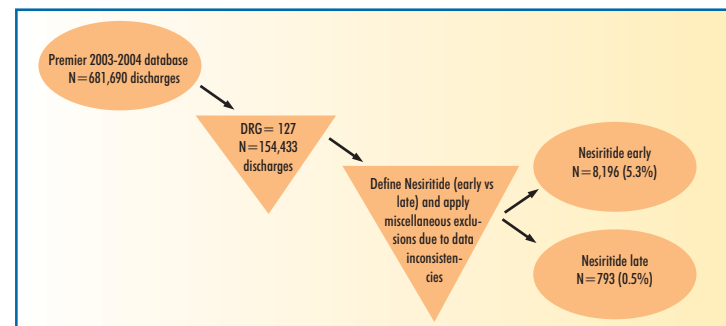 Premier 2003-2004 database
N=681,690 discharges
DRG= 127
N=154,433
discharges
Define Nesiritide (early vs
late) and apply
miscellaneous exclu-
sions due to data
inconsisten-
cies
Nesiritide early
N=8,196 (5.3%)
Nesiritide late
N=793 (0.5%)